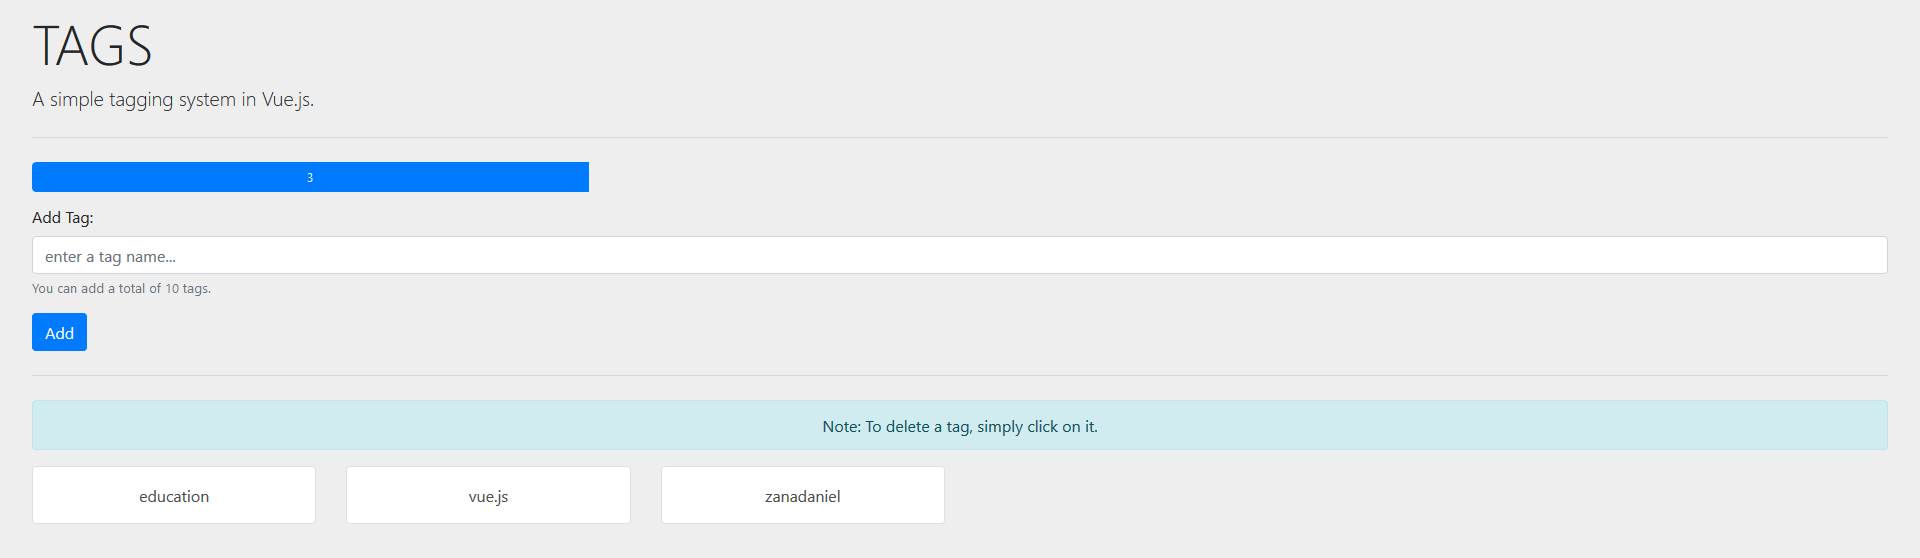 TAGS
A simple tagging system in Vue.js.
3
Add Tag:
enter a tag name...
You can add a total of 10 tags.
Add
Note: To delete a tag, simply click on it.
education
vue.js
zanadaniel